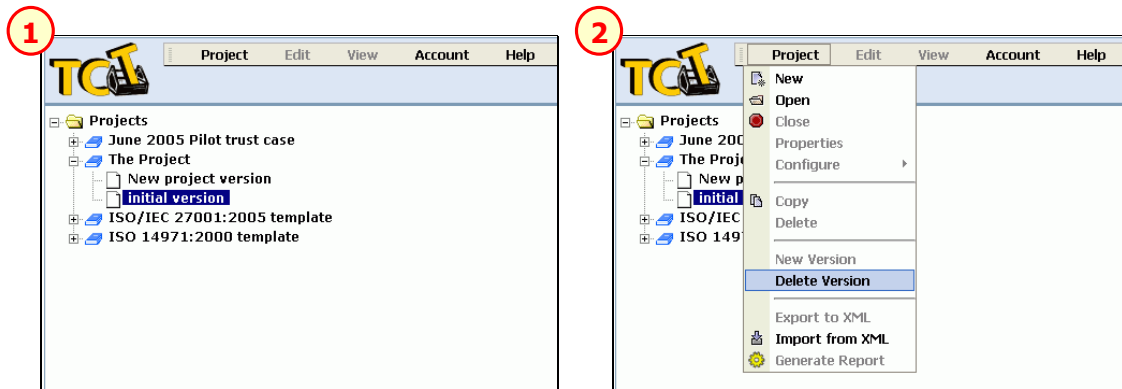 1
TCT
Project Edit View Account Help
Projects
June 2005 Pilot trust case
The Project
New project version
initial version
ISO/IEC 27001:2005 template
ISO 14971:2000 template
2
TCT
Project Edit View Account Help
Projects
June 200
The Proje
New p
initial
ISO/IEC
ISO 1497
New
Open
Close
Properties
Configure
Copy
Delete
New Version
Delete Version
Export to XML
Import from XML
Generate Report